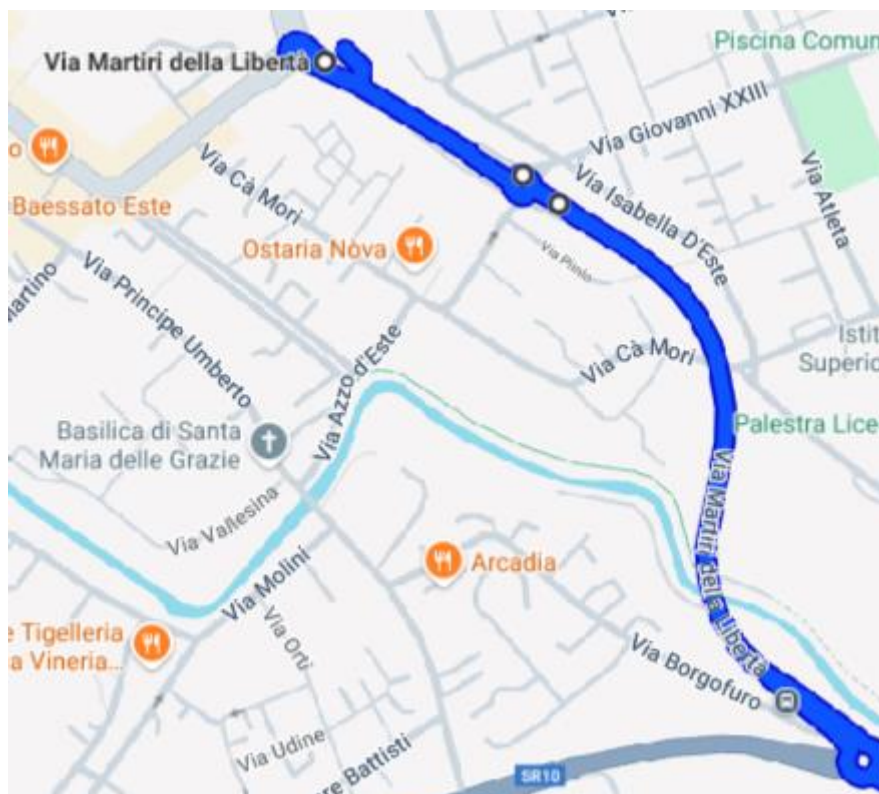 Piscina Comun
Via Martiri della Libertà
Via Giovanni XXIII
o
Via Cà Mori
Via Isabella D'Este
Via Atleta
Baessato Este
Ostaria Nova
Via Plinio
Martino
Via Principe Umberto
Via Azzo d'Este
Via Cà Mori
Istit
Superio
Basilica di Santa
Maria delle Grazie
Palestra Lice
Via Martiri della Libertà
Via Vallesina
Arcadia
Via Molini
e Tigelleria
a Vineria...
Via Ortì
Via Borgofuro
Via Udine
re Battisti
SR10